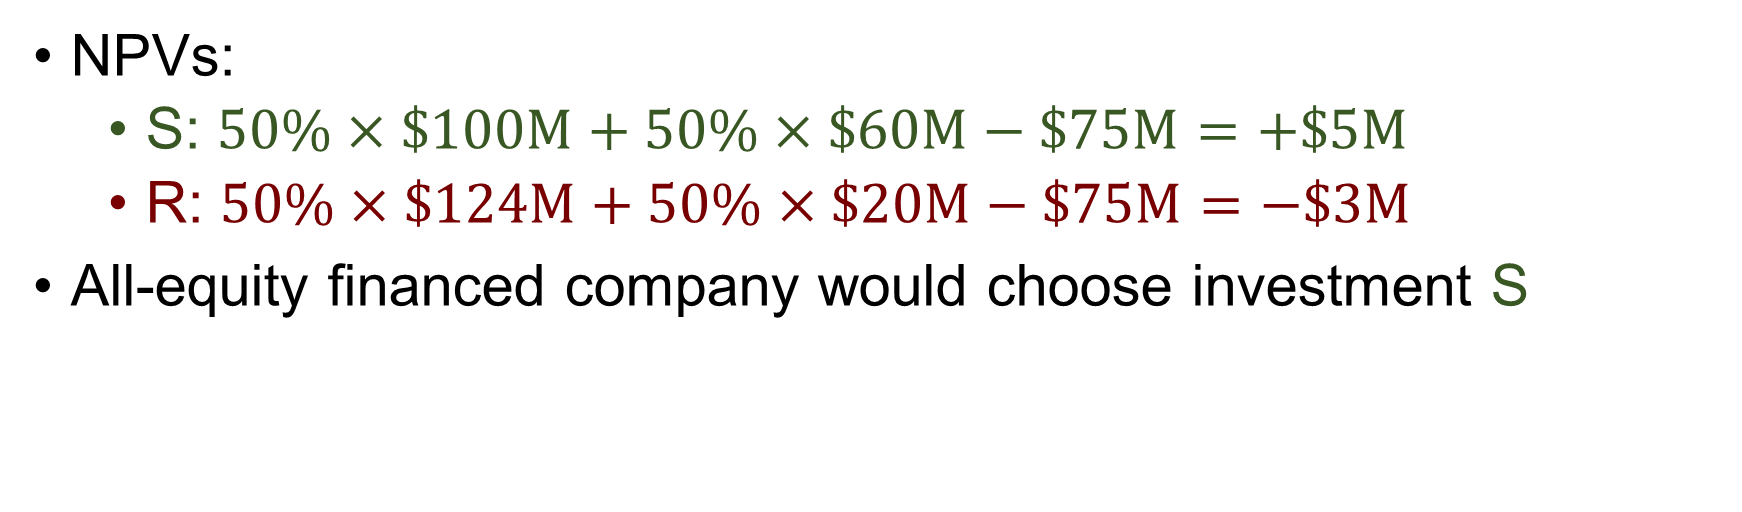 • NPVs:
• S: 50% × $100M + 50% × $60M − $75M = +$5M
• R: 50% × $124M + 50% × $20M − $75M = −$3M
• All-equity financed company would choose investment S